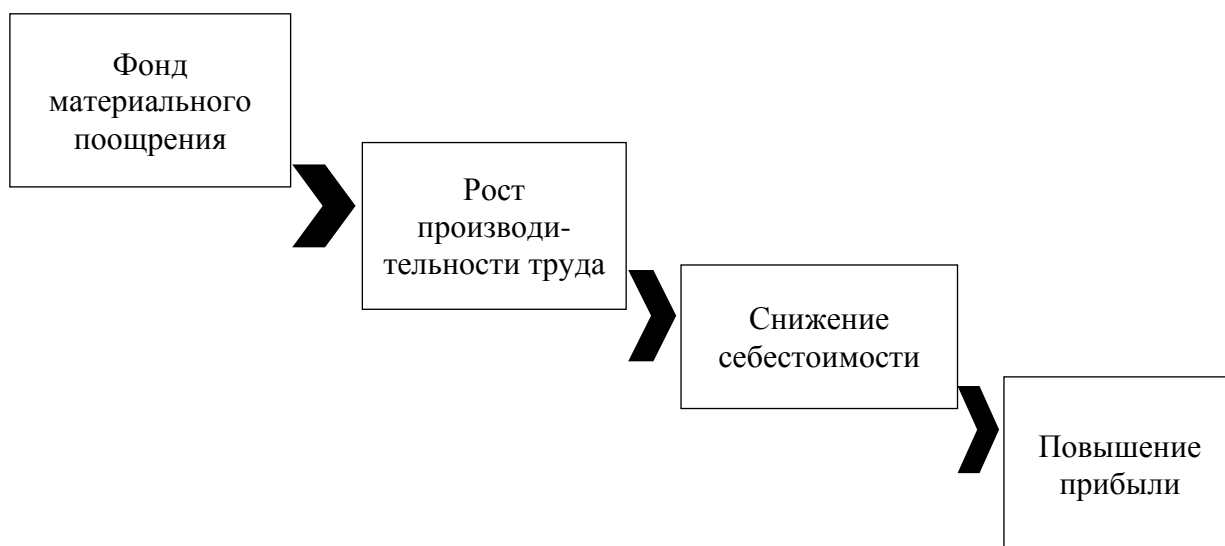 Фонд
материального
поощрения
Рост
производи-
тельности труда
Снижение
себестоимости
Повышение
прибыли